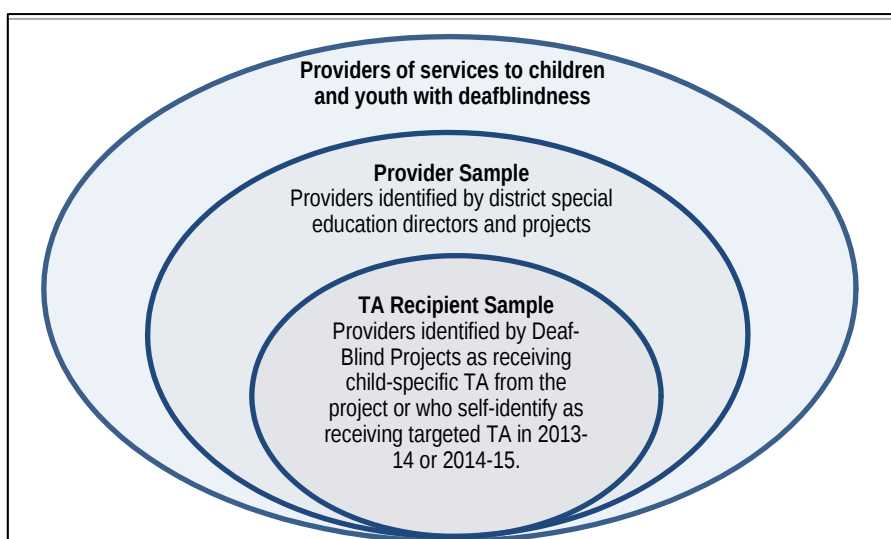 Providers of services to children
and youth with deafblindness
Provider Sample
Providers identified by district special
education directors and projects
TA Recipient Sample
Providers identified by Deaf-
Blind Projects as receiving
child-specific TA from the
project or who self-identify as
receiving targeted TA in 2013-
14 or 2014-15.